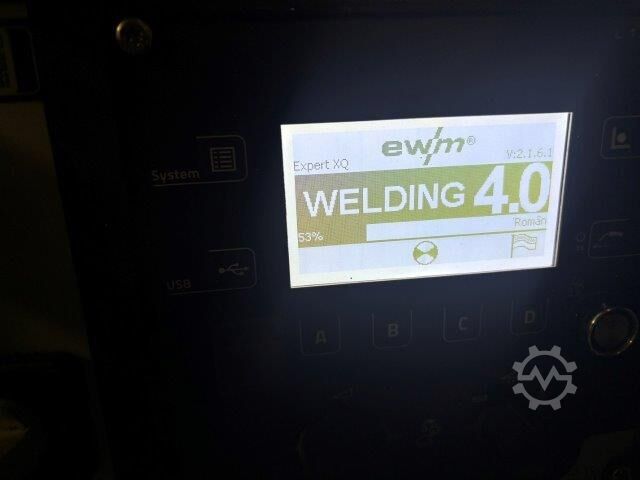 ewm®
Expert XQ
V:2.1.6.1
WELDING 4.0
53%
Român
System
USB
A
B
C
D